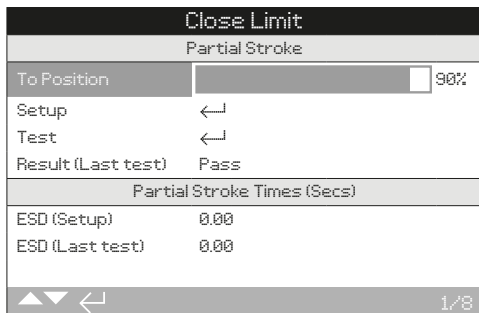 Close Limit
Partial Stroke
To Position 90%
Setup
Test
Result (Last test) Pass
Partial Stroke Times (Secs)
ESD (Setup) 0.00
ESD (Last test) 0.00
1/8